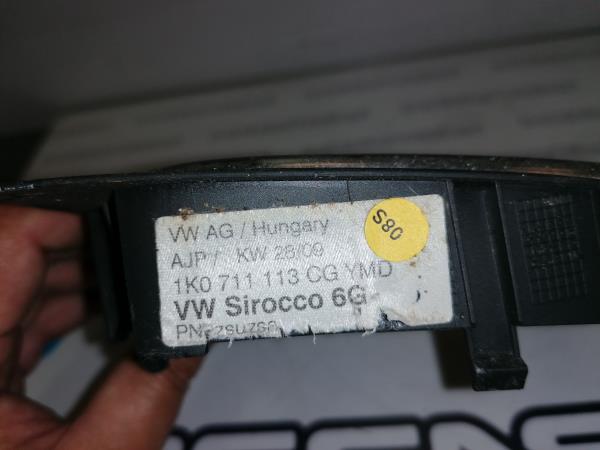 VW AG / Hungary
AJP / KW 28/09
1K0 711 113 CG YMD
VW Sirocco 6G
S80